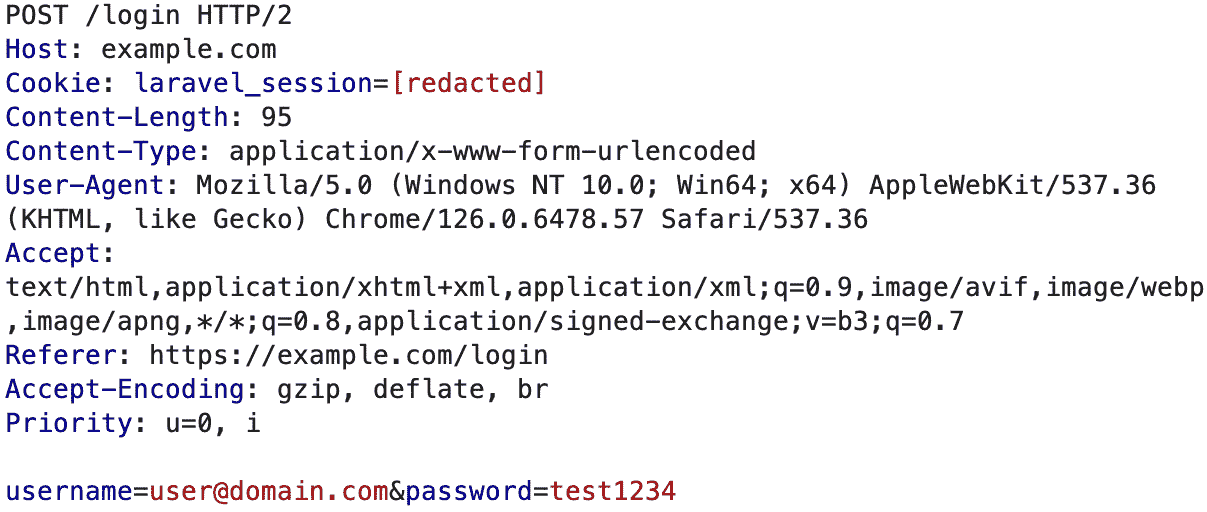 POST /login HTTP/2
Host: example.com
Cookie: laravel_session=[redacted]
Content-Length: 95
Content-Type: application/x-www-form-urlencoded
User-Agent: Mozilla/5.0 (Windows NT 10.0; Win64; x64) AppleWebKit/537.36
(KHTML, like Gecko) Chrome/126.0.6478.57 Safari/537.36
Accept:
text/html,application/xhtml+xml,application/xml;q=0.9,image/avif,image/webp
,image/apng,*/*;q=0.8,application/signed-exchange;v=b3;q=0.7
Referer: https://example.com/login
Accept-Encoding: gzip, deflate, br
Priority: u=0, i

username=user@domain.com&password=test1234